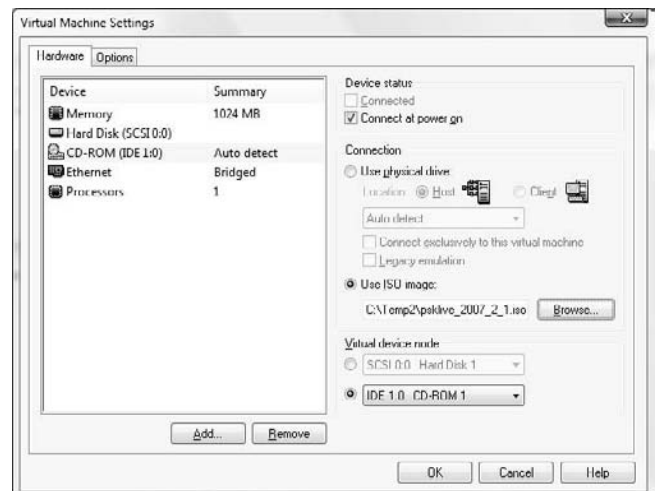 Virtual Machine Settings
X
Hardware Options
Device Summary
Memory 1024 MB
Hard Disk (SCSI 0:0)
CD-ROM (IDE 1:0) Auto detect
Ethernet Bridged
Processors 1
Add... Remove
Device status
Connected
Connect at power on
Connection
Use physical drive:
Location: Host Client
Auto detect
Connect exclusively to this virtual machine
Legacy emulation
Use ISO image:
C:\Temp2\psklive_2007_2_1.iso Browse...
Virtual device node
SCSI 0:0 Hard Disk 1
IDE 1:0 CD-ROM 1
OK Cancel Help